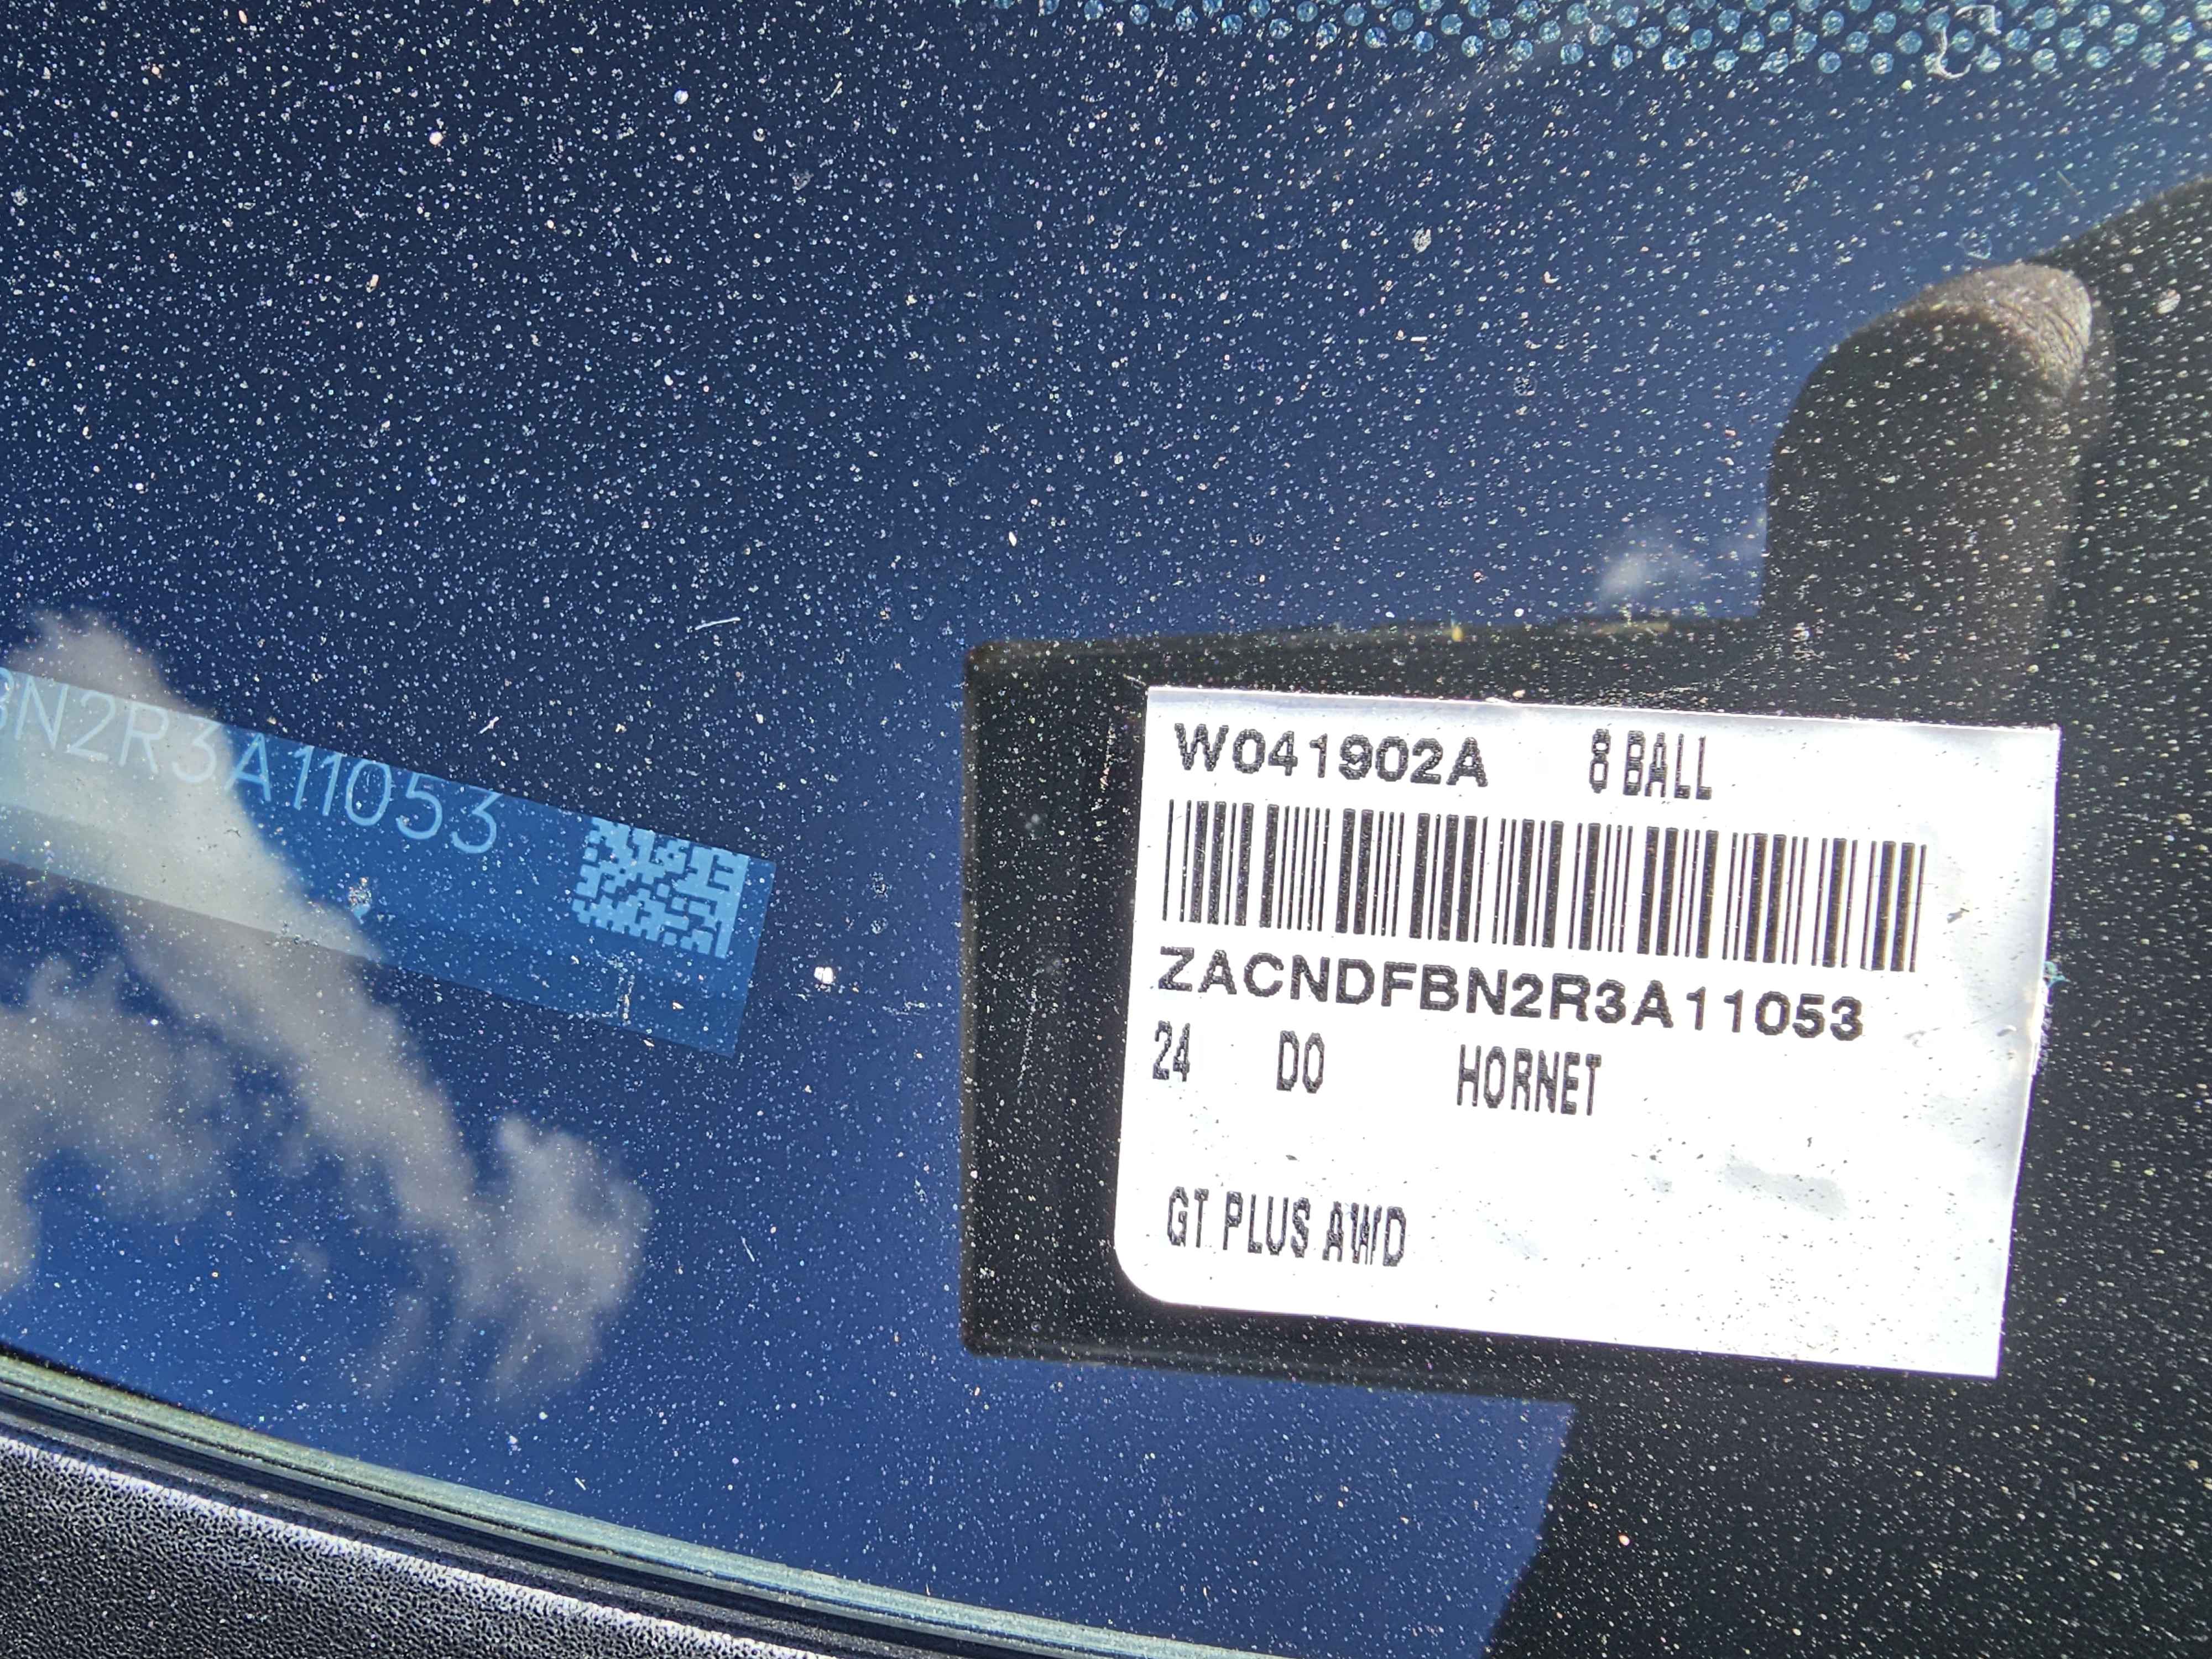 BN2R3A11053
W041902A 8 BALL
ZACNDFBN2R3A11053
24 DO HORNET
GT PLUS AWD